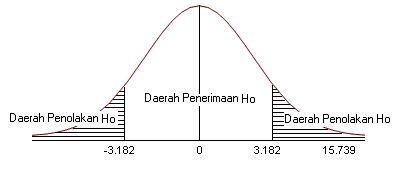 Daerah Penerimaan Ho
Daerah Penolakan Ho
Daerah Penolakan Ho
-3.182 0 3.182 15.739